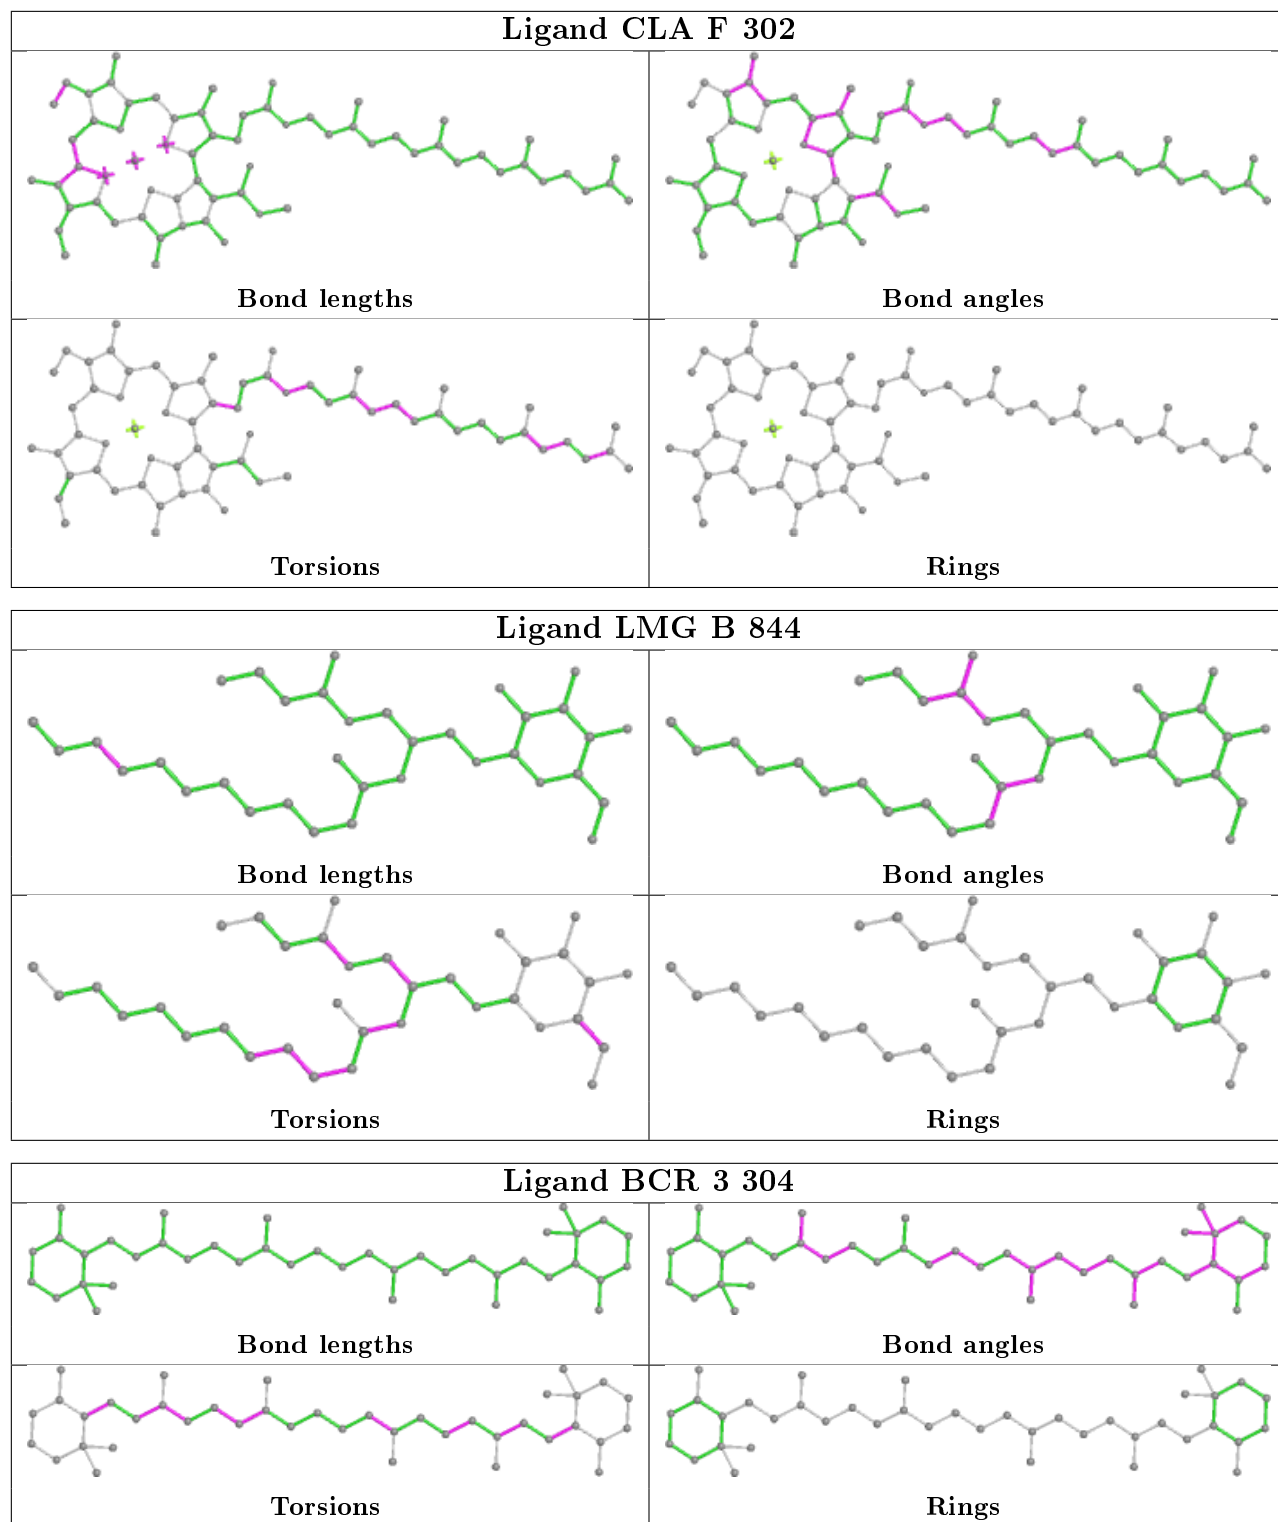 Ligand CLA F 302
Bond lengths
Bond angles
Torsions
Rings
Ligand LMG B 844
Bond lengths
Bond angles
Torsions
Rings
Ligand BCR 3 304
Bond lengths
Bond angles
Torsions
Rings